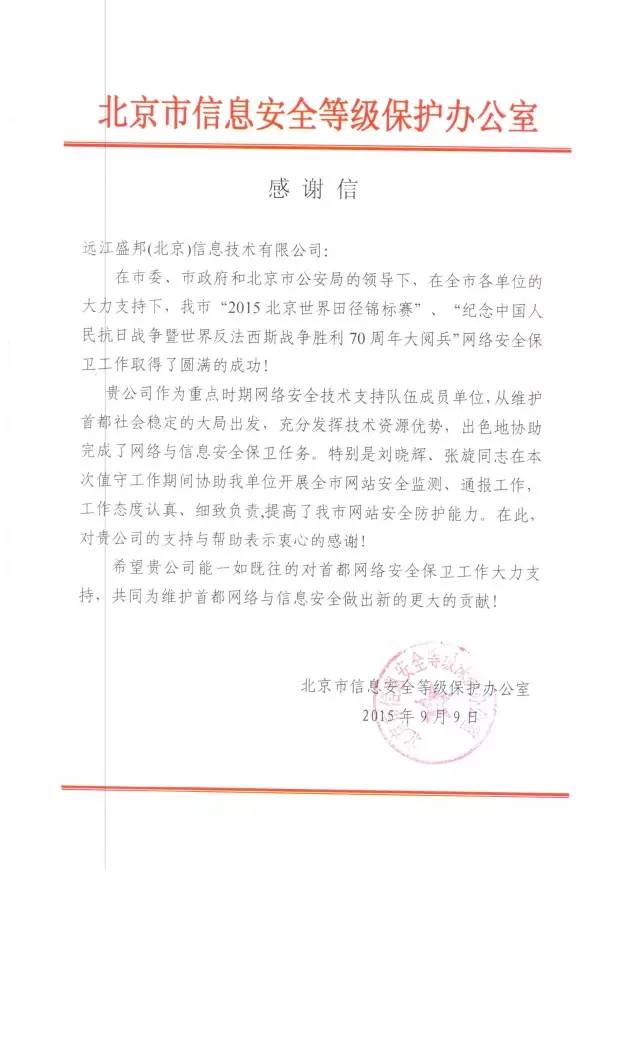 北京市信息安全等级保护办公室
感谢信
远江盛邦(北京)信息技术有限公司:
在市委、市政府和北京市公安局的领导下，在全市各单位的
大力支持下，我市“2015北京世界田径锦标赛”、“纪念中国人
民抗日战争暨世界反法西斯战争胜利70周年大阅兵”网络安全保
卫工作取得了圆满的成功!
贵公司作为重点时期网络安全技术支持队伍成员单位,从维护
首都社会稳定的大局出发，充分发挥技术资源优势，出色地协助
完成了网络与信息安全保卫任务。特别是刘晓辉、张旋同志在本
次值守工作期间协助我单位开展全市网站安全监测、通报工作,
工作态度认真、细致负责,提高了我市网站安全防护能力。在此,
对贵公司的支持与帮助表示衷心的感谢!
希望贵公司能一如既往的对首都网络安全保卫工作大力支
持，共同为维护首都网络与信息安全做出新的更大的贡献!
北京市信息安全等级保护办公室
2015年9月9日